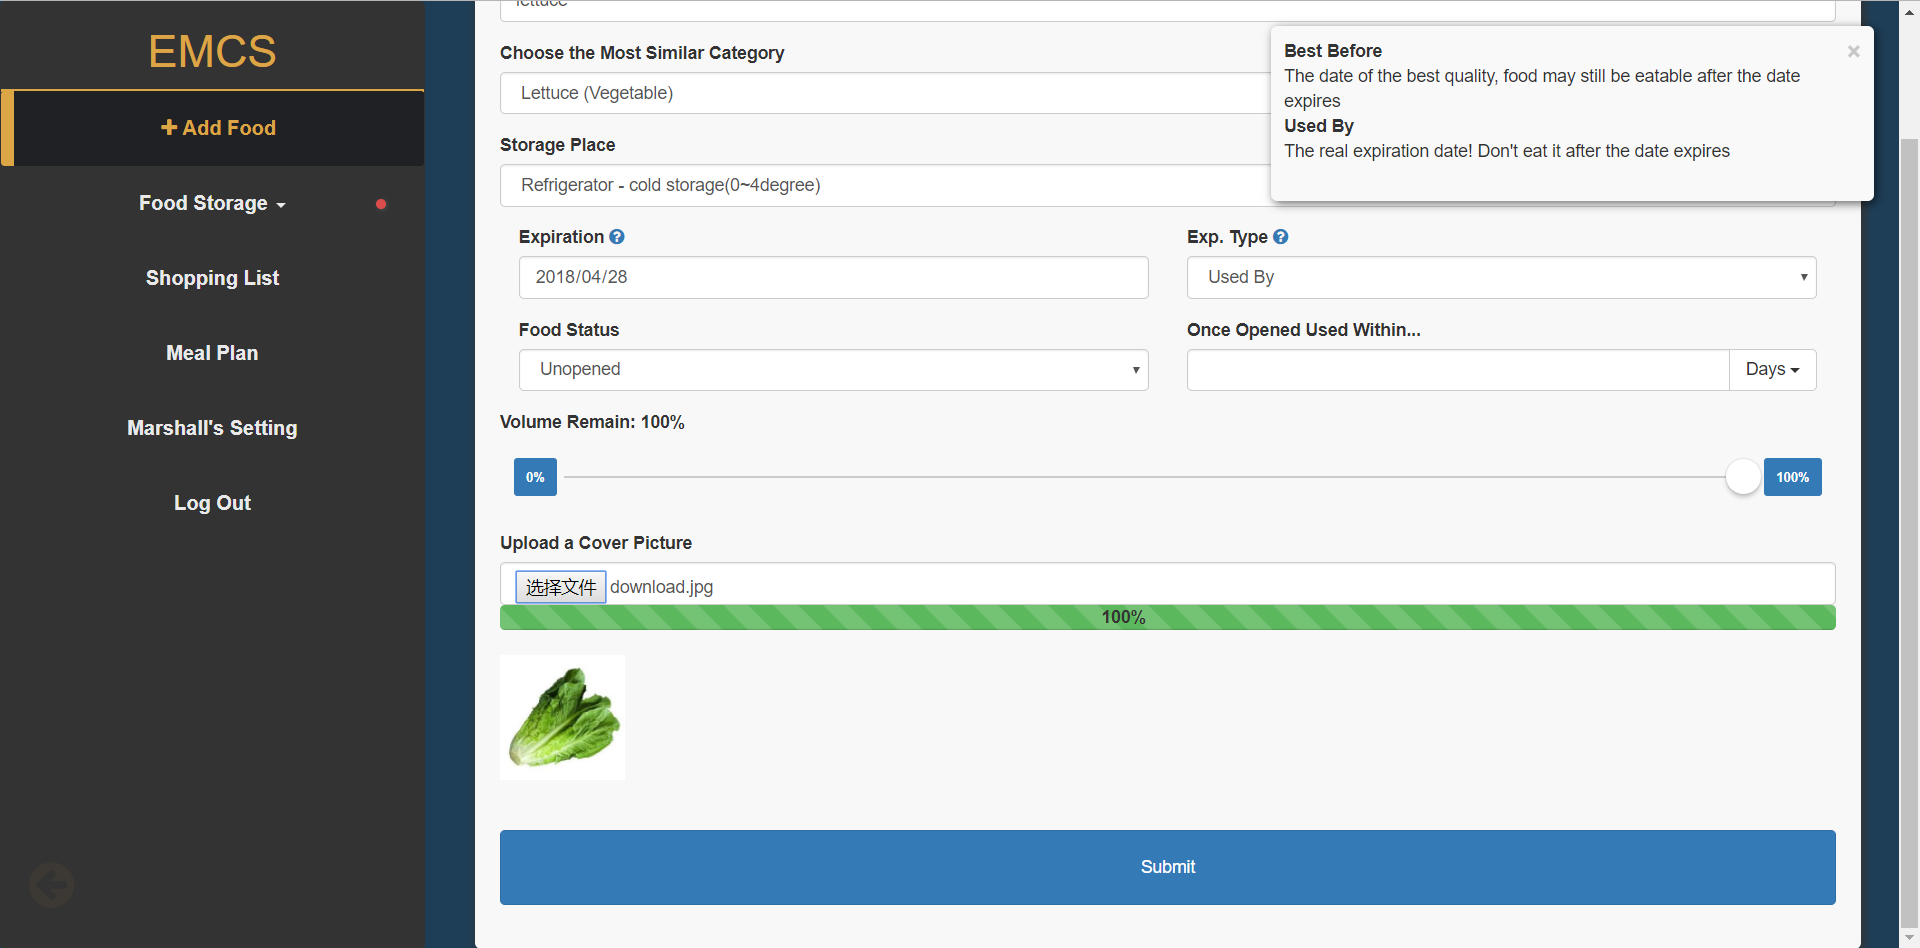 EMCS
Add Food
Food Storage
Shopping List
Meal Plan
Marshall's Setting
Log Out
lettuce
Choose the Most Similar Category
Lettuce (Vegetable)
Storage Place
Refrigerator - cold storage(0~4degree)
Best Before
The date of the best quality, food may still be eatable after the date
expires
Used By
The real expiration date! Don't eat it after the date expires
×
Expiration
Exp. Type
2018/04/28
Used By
Food Status
Once Opened Used Within...
Unopened
Days
Volume Remain: 100%
0%
100%
Upload a Cover Picture
选择文件 download.jpg
100%
Submit